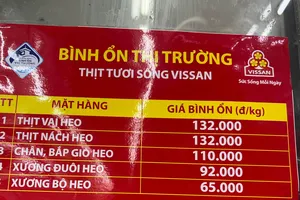 BÌNH ỔN THỊ TRƯỜNG
THỊT TƯƠI SỐNG VISSAN
VISSAN
Sức Sống Mỗi Ngày
TT MẶT HÀNG GIÁ BÌNH ỔN (đ/kg)
1 THỊT VAI HEO 132.000
2 THỊT NÁCH HEO 132.000
3 CHÂN, BẮP GIÒ HEO 110.000
4 XƯƠNG ĐUÔI HEO 92.000
5 XƯƠNG BỘ HEO 65.000